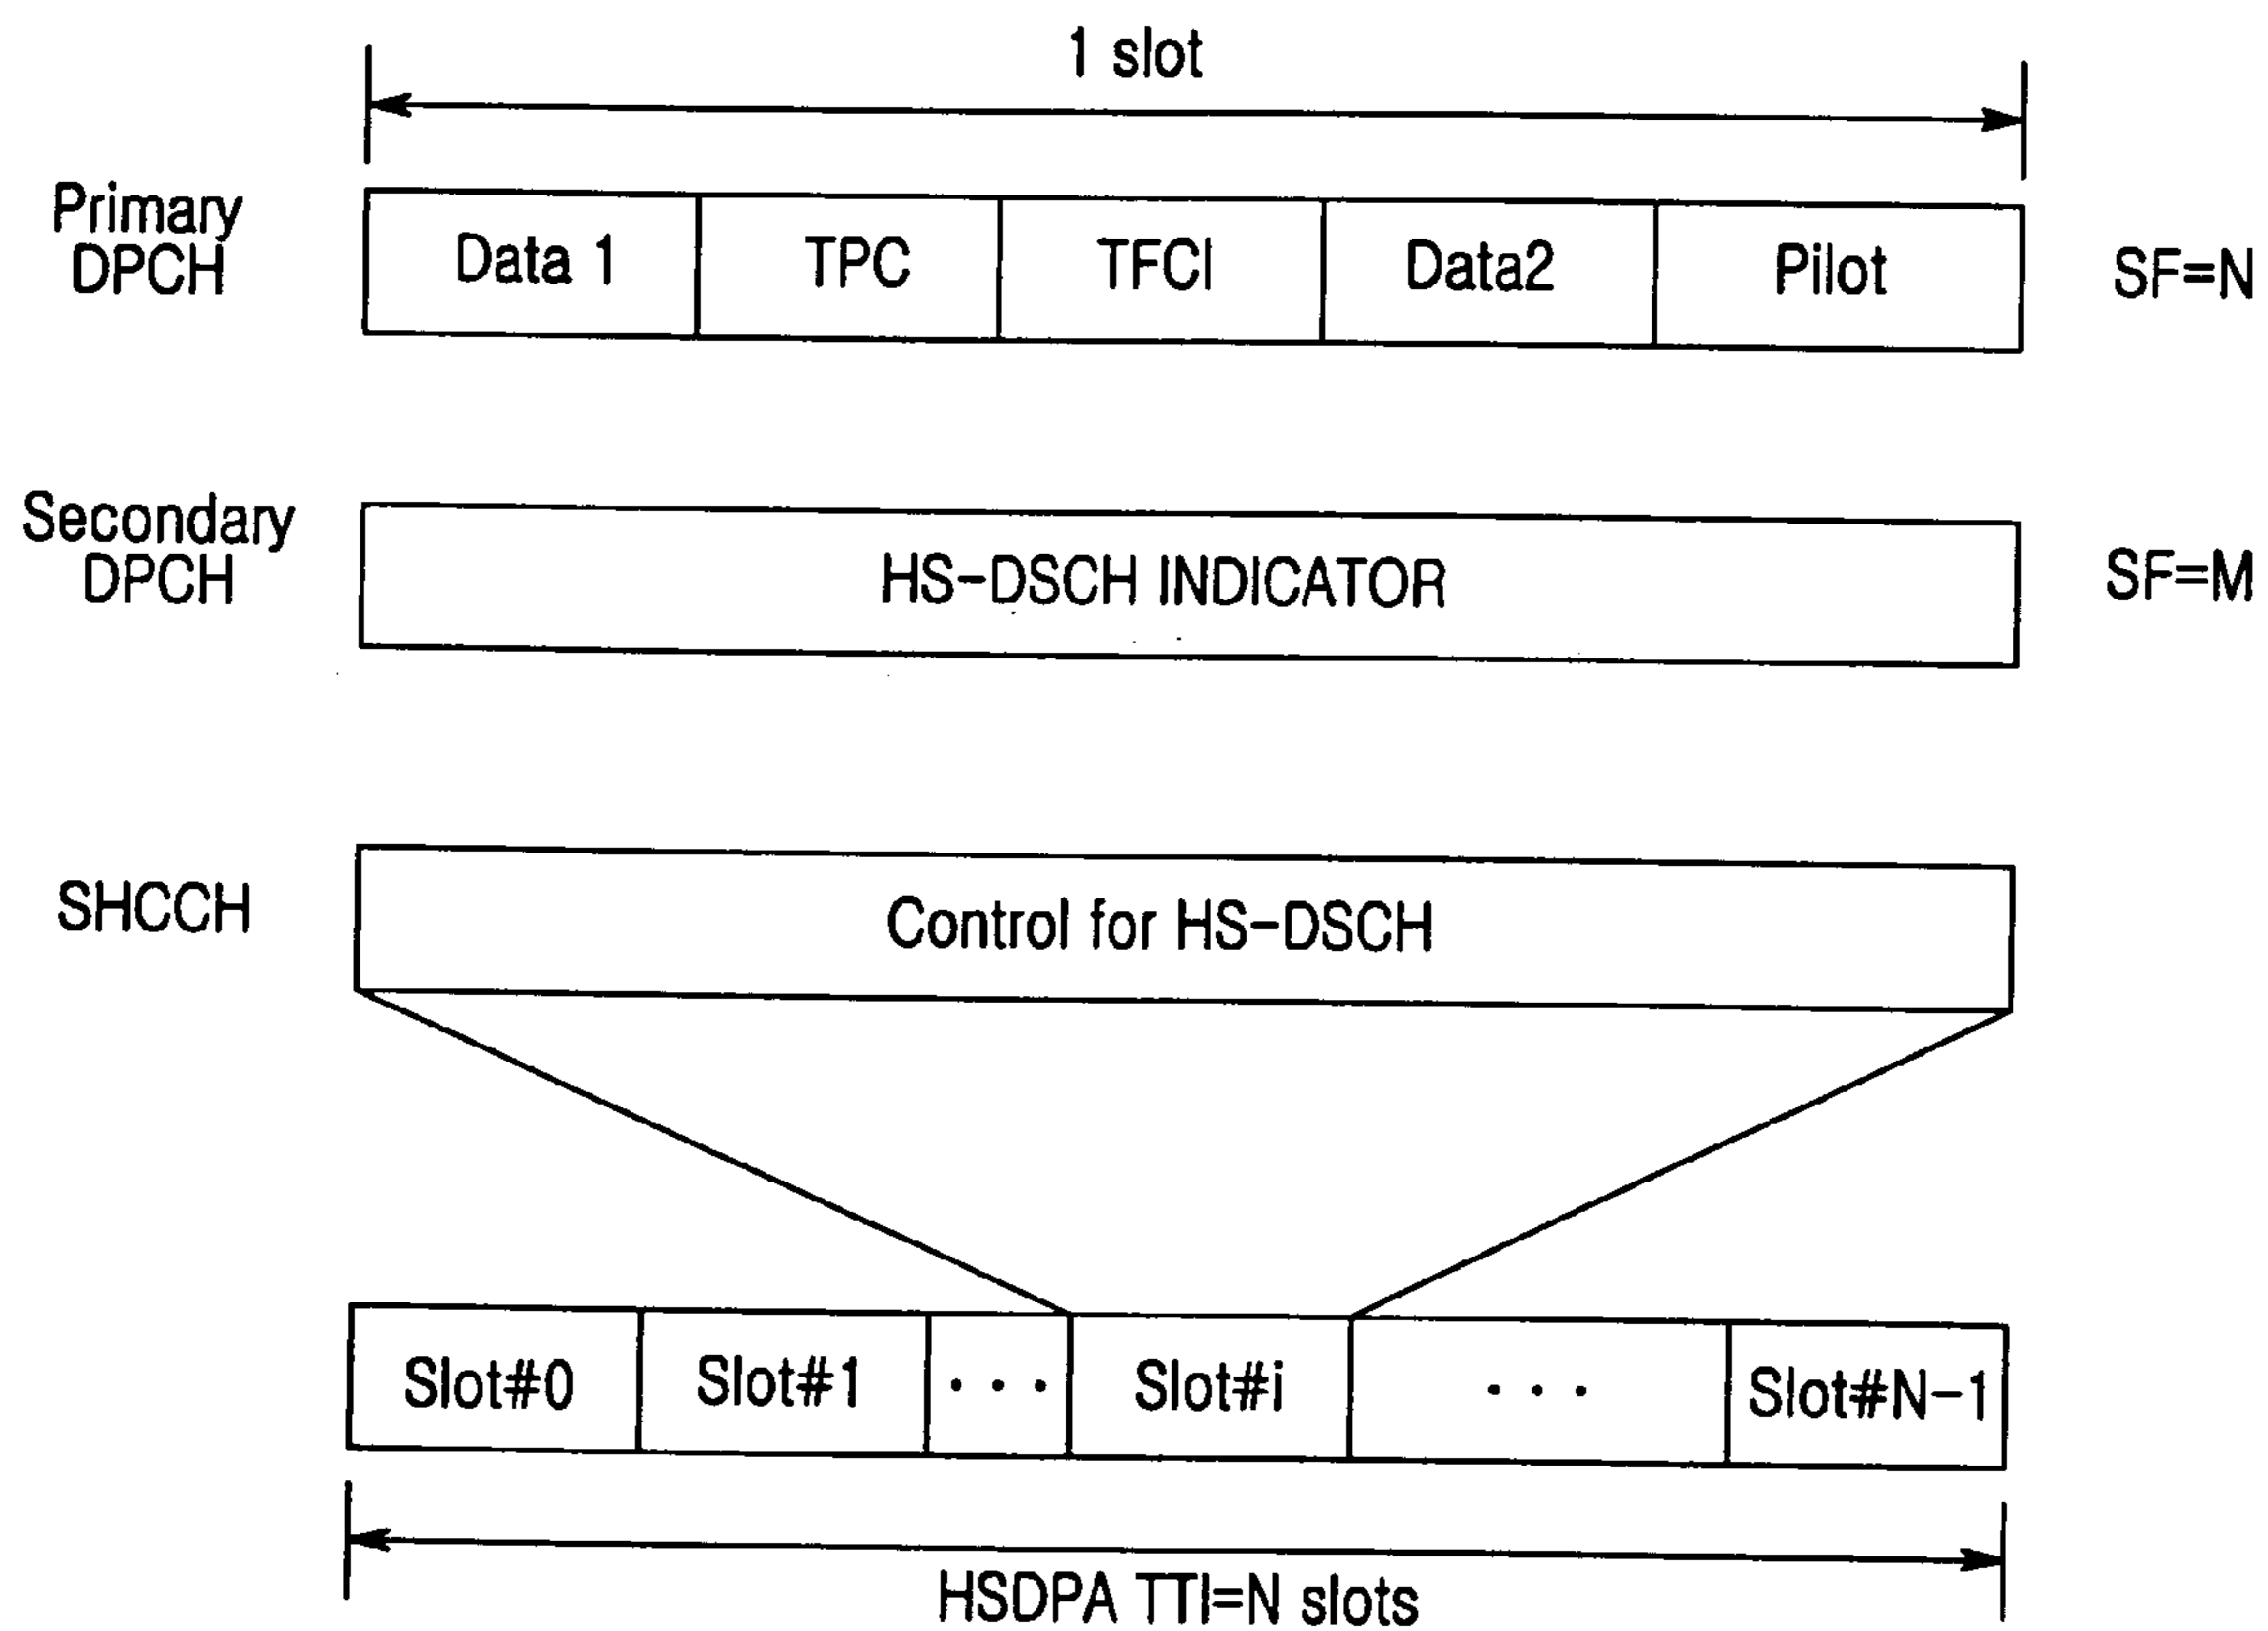 1 slot
Primary
DPCH
Data 1
TPC
TFCI
Data2
Pilot
SF=N
Secondary
DPCH
HS-DSCH INDICATOR
SF=M
SHCCH
Control for HS-DSCH
Slot#0
Slot#1
...
Slot#i
...
Slot#N-1
HSDPA TTI=N slots